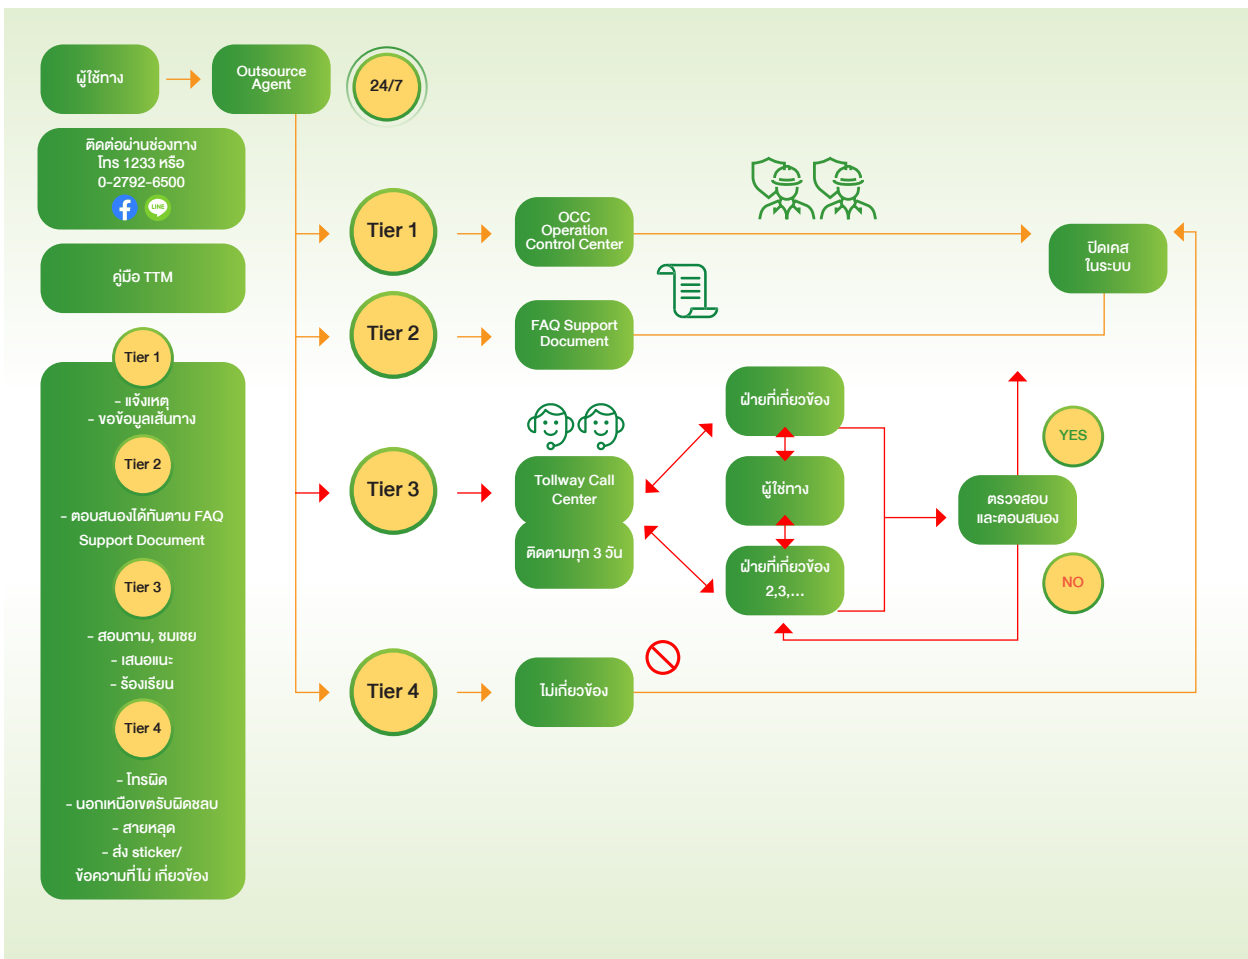 ผู้ใช้ทาง
Outsource
Agent
24/7
ติดต่อผ่านช่องทาง
โทร 1233 หรือ
0-2792-6500
LINE
คู่มือ TTM
Tier 1
- แจ้งเหตุ
- ขอข้อมูลเส้นทาง
Tier 2
- ตอบสนองได้ทันตาม FAQ
Support Document
Tier 3
- สอบถาม, ชมเชย
- เสนอแนะ
- ร้องเรียน
Tier 4
- โทรผิด
- นอกเหนือเขตรับผิดชลบ
- สายหลุด
- ส่ง sticker/
ข้อความที่ไม่ เกี่ยวข้อง
Tier 1
OCC
Operation
Control Center
ปิดเคส
ในระบบ
Tier 2
FAQ Support
Document
Tier 3
Tollway Call
Center
ติดตามทุก 3 วัน
ฝ่ายที่เกี่ยวข้อง
ผู้ใช่ทาง
ฝ่ายที่เกี่ยวข้อง
2,3,...
ตรวจสอบ
และตอบสนอง
YES
NO
Tier 4
ไม่เกี่ยวข้อง